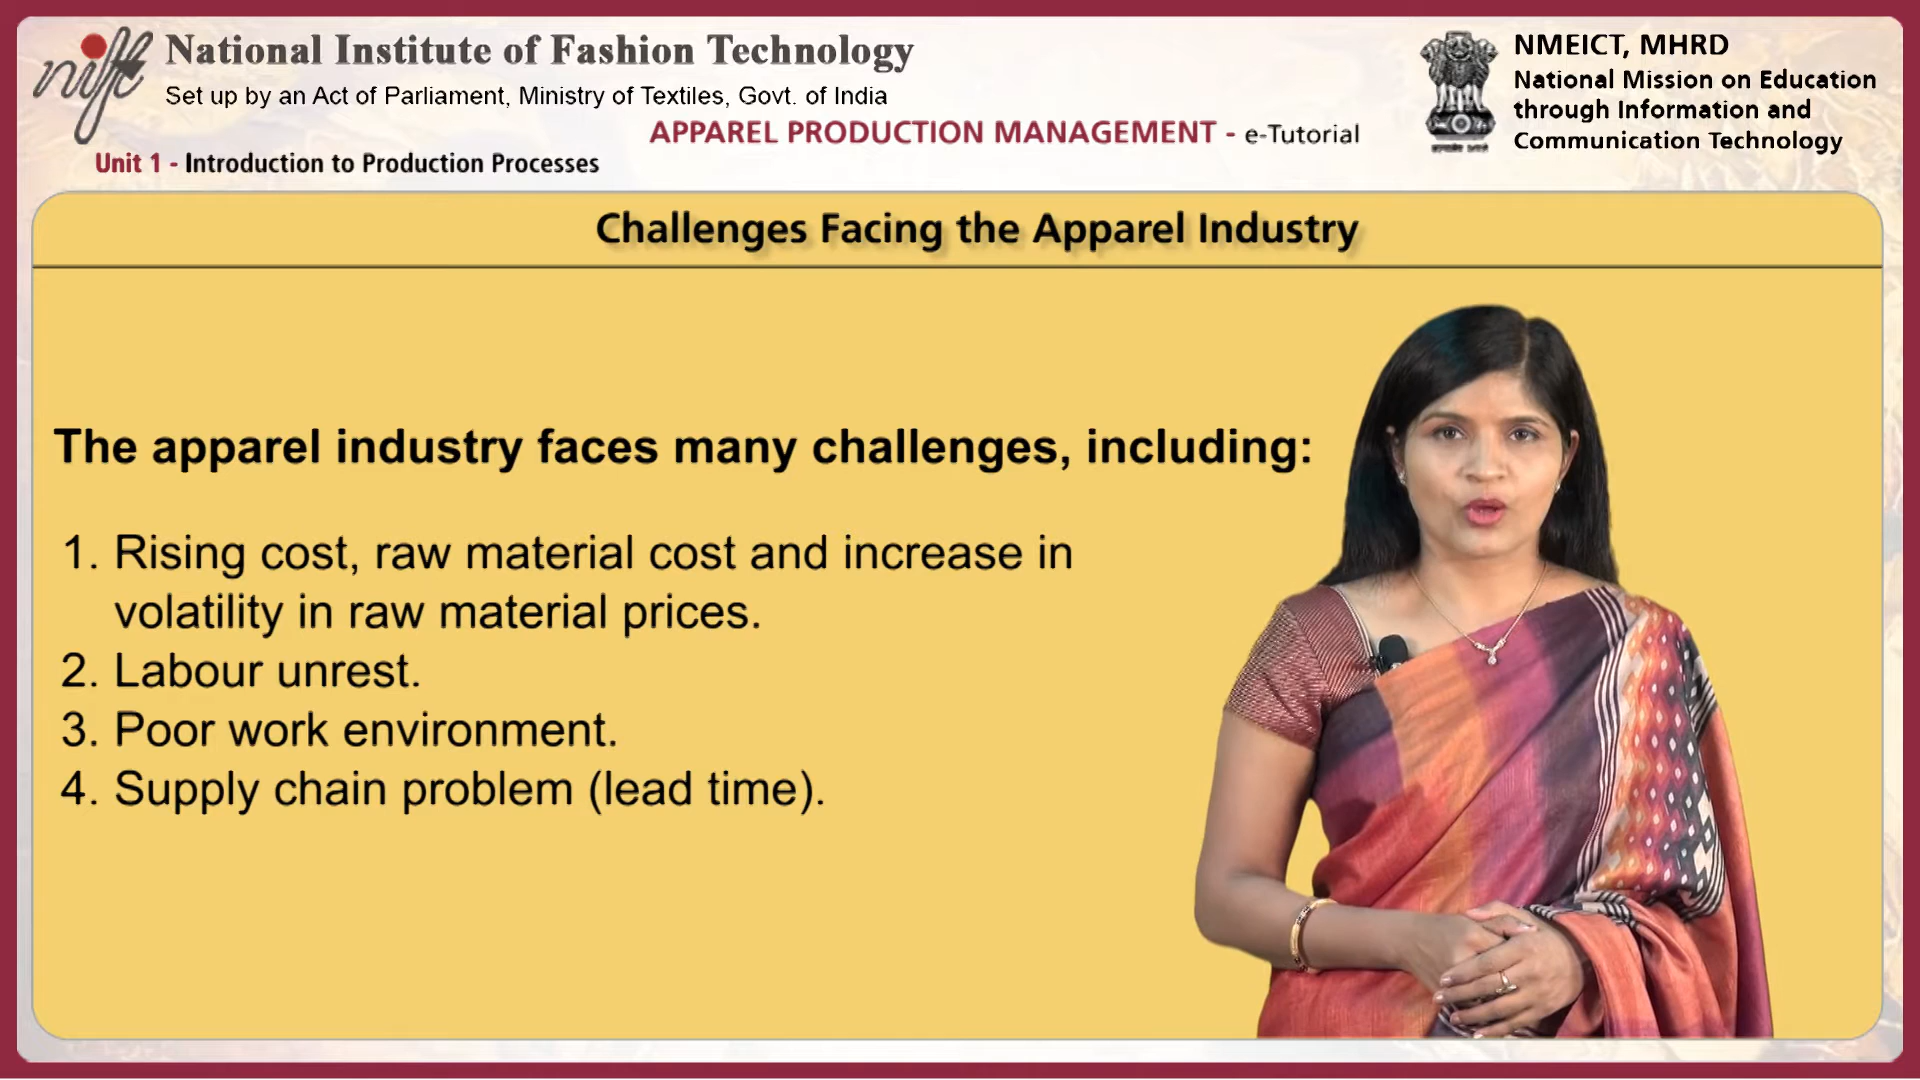 nift
National Institute of Fashion Technology
Set up by an Act of Parliament, Ministry of Textiles, Govt. of India
APPAREL PRODUCTION MANAGEMENT - e-Tutorial
Unit 1 - Introduction to Production Processes
NMEICT, MHRD
National Mission on Education
through Information and
Communication Technology
Challenges Facing the Apparel Industry
The apparel industry faces many challenges, including:
1. Rising cost, raw material cost and increase in
volatility in raw material prices.
2. Labour unrest.
3. Poor work environment.
4. Supply chain problem (lead time).